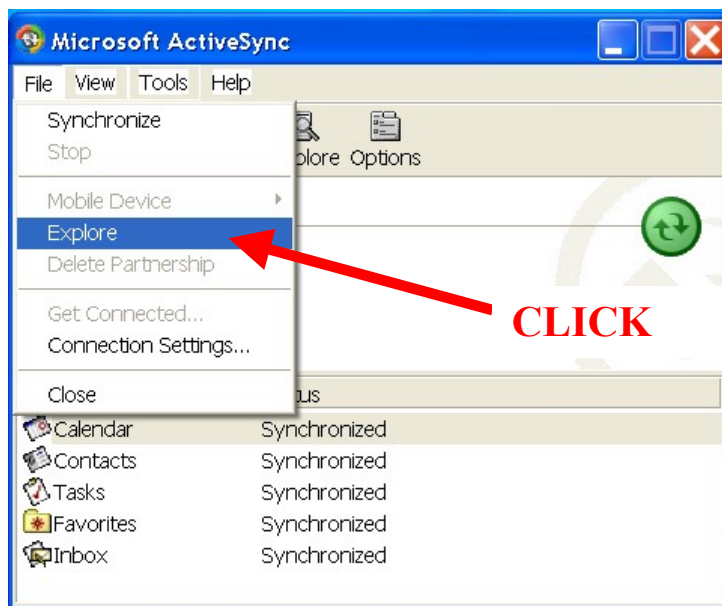 Microsoft ActiveSync
File View Tools Help
Synchronize
Stop
plore Options
Mobile Device
Explore
Delete Partnership
Get Connected...
CLICK
Connection Settings...
Close
tus
Calendar Synchronized
Contacts Synchronized
Tasks Synchronized
Favorites Synchronized
Inbox Synchronized